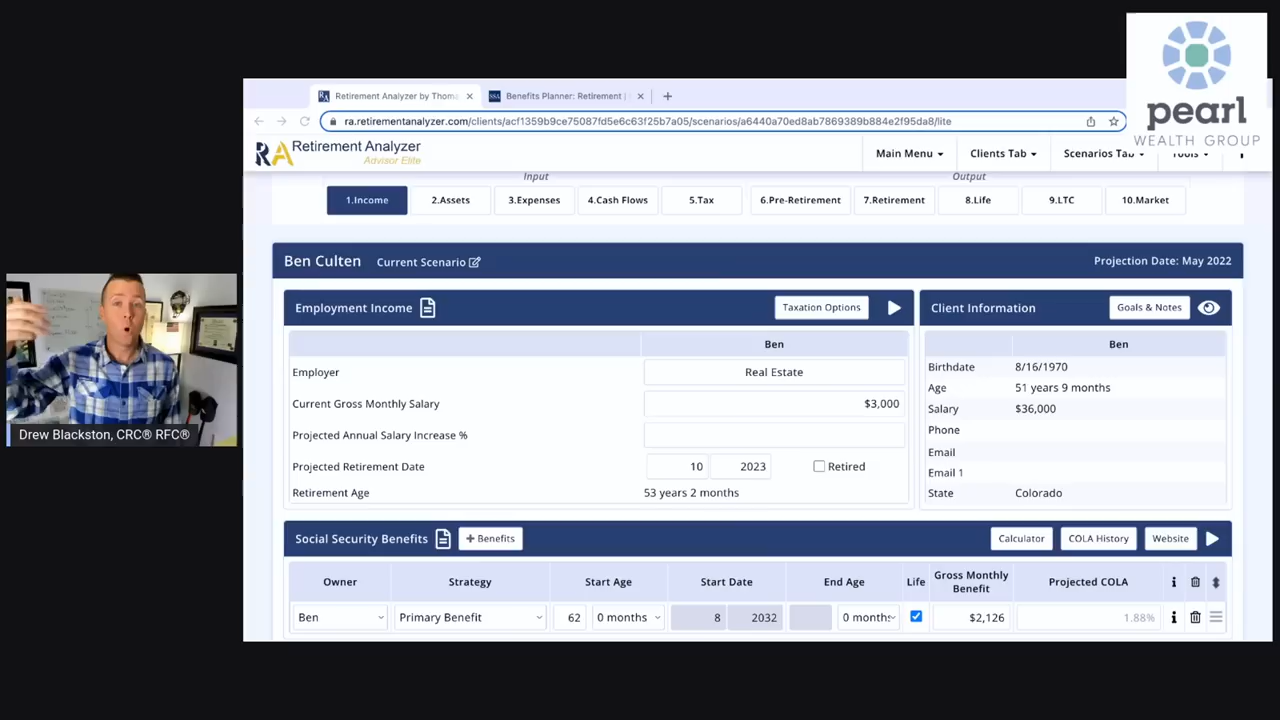 pearl
WEALTH GROUP
Retirement Analyzer by Thoma
Benefits Planner: Retirement |
ra.retirementanalyzer.com/clients/acf1359b9ce75087fd5e6c63f25b7a05/scenarios/a6440a70ed8ab7869389b884e2f95da8/lite
RA Retirement Analyzer
Advisor Elite
Main Menu Clients Tab Scenarios Tab Tools
Input Output
1.Income 2.Assets 3.Expenses 4.Cash Flows 5.Tax 6.Pre-Retirement 7.Retirement 8.Life 9.LTC 10.Market
Ben Culten Current Scenario Projection Date: May 2022
Employment Income Taxation Options
Ben
Employer Real Estate
Current Gross Monthly Salary $3,000
Projected Annual Salary Increase %
Projected Retirement Date 10 2023 Retired
Retirement Age 53 years 2 months
Client Information Goals & Notes
Ben
Birthdate 8/16/1970
Age 51 years 9 months
Salary $36,000
Phone
Email
Email 1
State Colorado
Social Security Benefits + Benefits Calculator COLA History Website
Owner Strategy Start Age Start Date End Age Life Gross Monthly Benefit Projected COLA
Ben Primary Benefit 62 0 months 8 2032 0 months $2,126 1.88%
Drew Blackston, CRC® RFC®